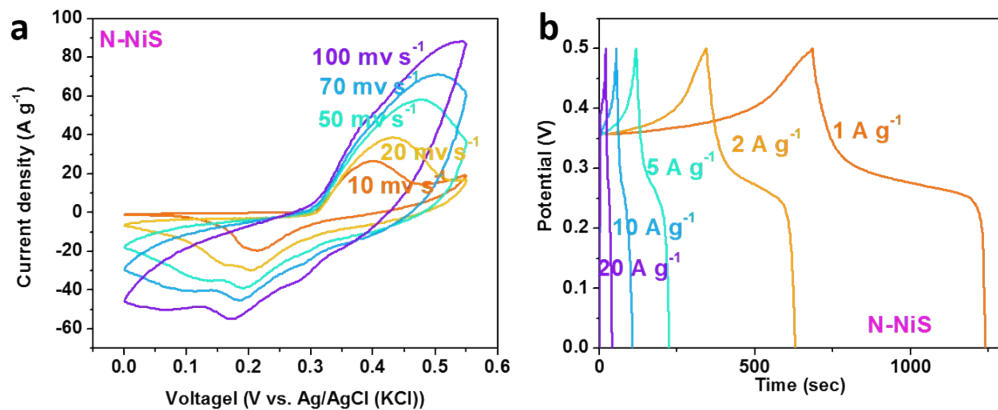 a
N-NiS
100 mv s⁻¹
70 mv s⁻¹
50 mv s⁻¹
20 mv s⁻¹
10 mv s⁻¹
100
80
60
40
20
0
-20
-40
-60
0.0 0.1 0.2 0.3 0.4 0.5 0.6
Current density (A g⁻¹)
Voltagel (V vs. Ag/AgCl (KCl))
b
1 A g⁻¹
2 A g⁻¹
5 A g⁻¹
10 A g⁻¹
20 A g⁻¹
N-NiS
0.5
0.4
0.3
0.2
0.1
0.0
0 500 1000
Potential (V)
Time (sec)